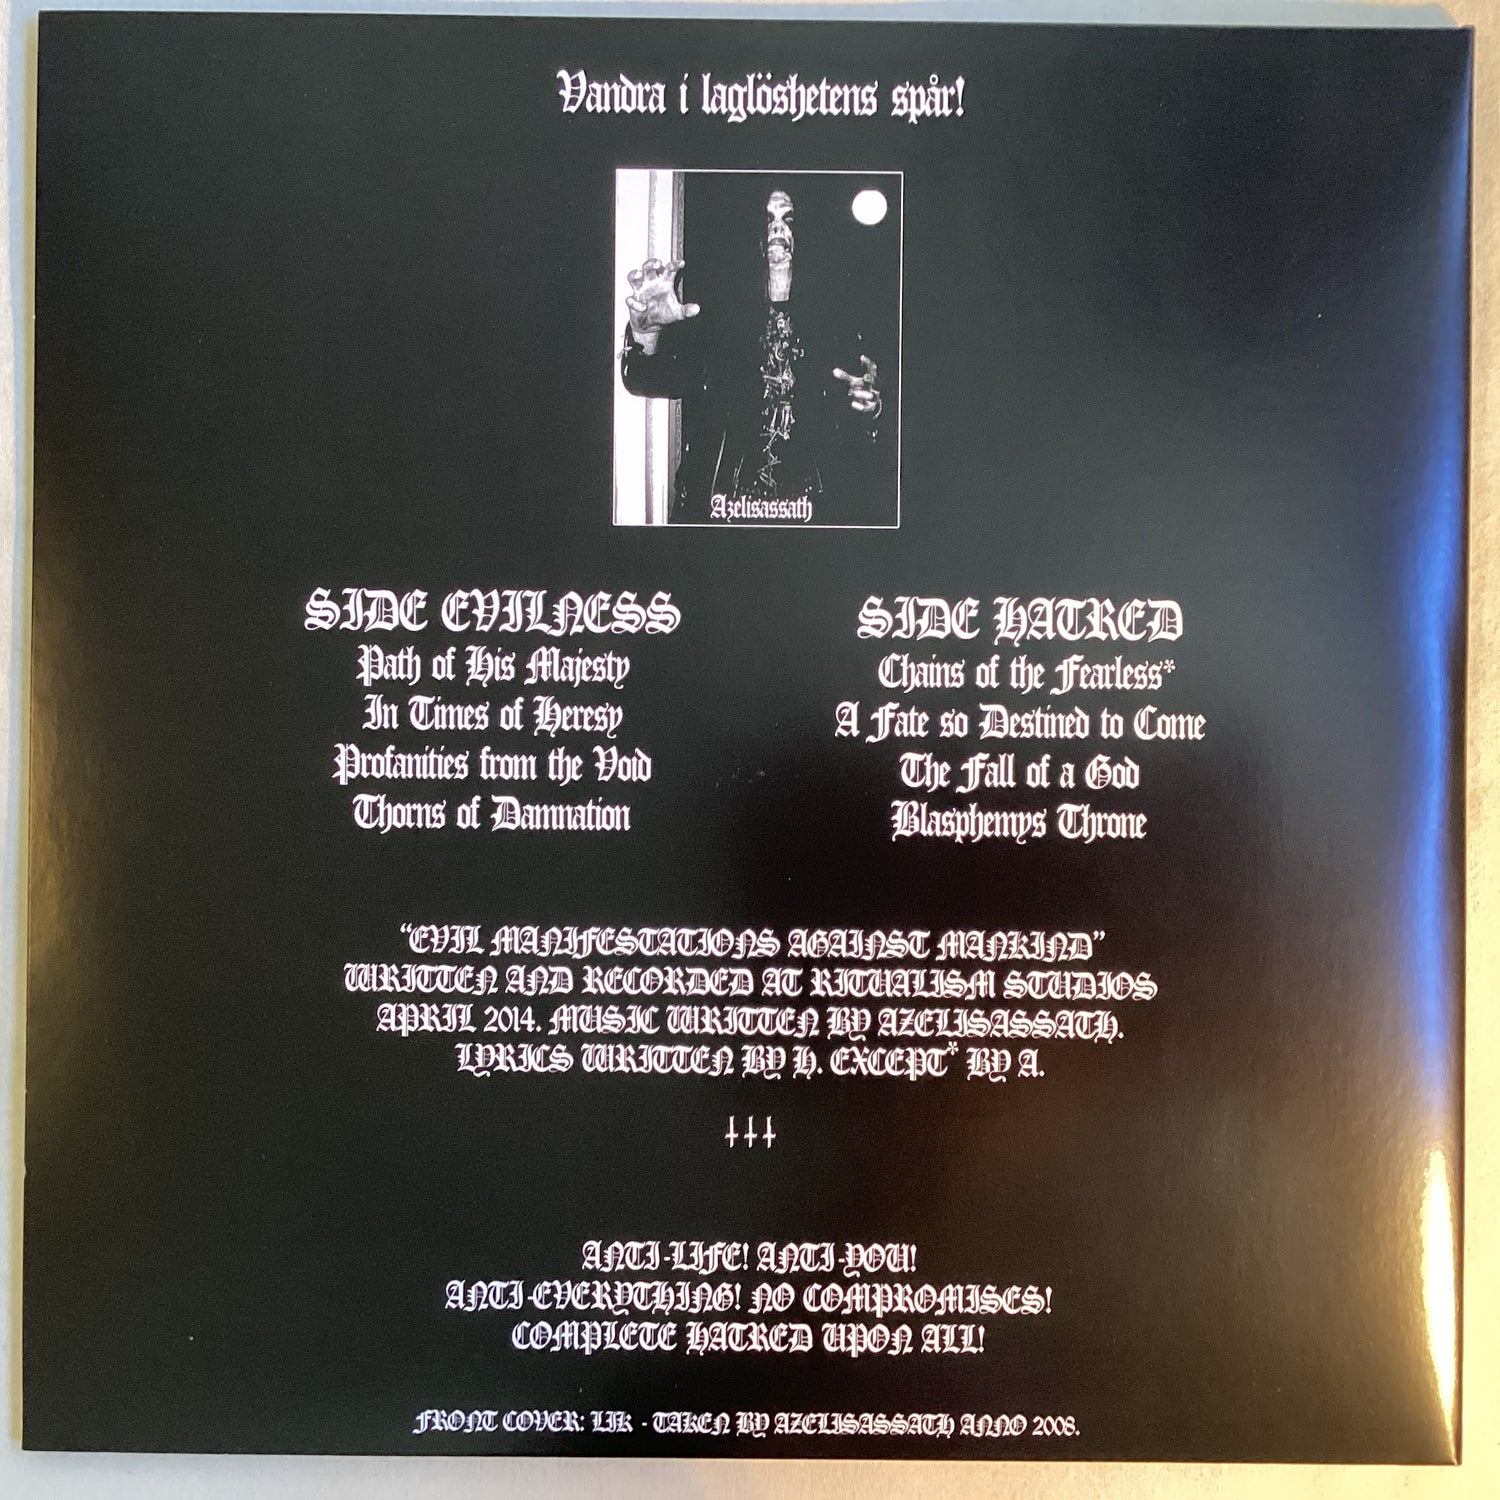 Vandra i laglöshetens spår!
Azelisassath
SIDE EVILNESS
Path of His Majesty
In Times of Heresy
Profanities from the Void
Thorns of Damnation
SIDE HATRED
Chains of the Fearless*
A Fate so Destined to Come
The Fall of a God
Blasphemys Throne
"EVIL MANIFESTATIONS AGAINST MANKIND"
WRITTEN AND RECORDED AT RITUALISM STUDIOS
APRIL 2014. MUSIC WRITTEN BY AZELISASSATH.
LYRICS WRITTEN BY H. EXCEPT* BY A.
ANTI-LIFE! ANTI-YOU!
ANTI-EVERYTHING! NO COMPROMISES!
COMPLETE HATRED UPON ALL!
FRONT COVER: LIK - TAKEN BY AZELISASSATH ANNO 2008.